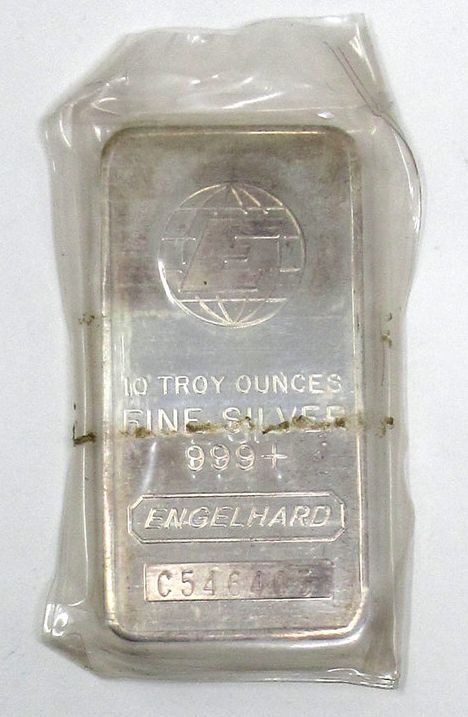 E
10 TROY OUNCES
FINE SILVER
999+
ENGELHARD